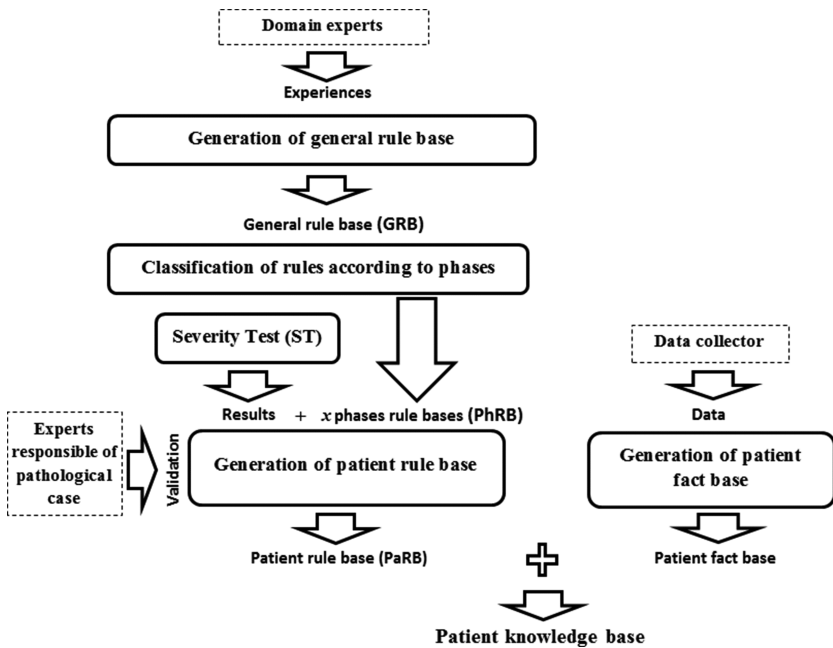 Domain experts
Experiences
Generation of general rule base
General rule base (GRB)
Classification of rules according to phases
Severity Test (ST)
Data collector
Results + x phases rule bases (PhRB)
Data
Experts
responsible of
pathological
case
Validation
Generation of patient rule base
Generation of patient
fact base
Patient rule base (PaRB)
Patient fact base
Patient knowledge base